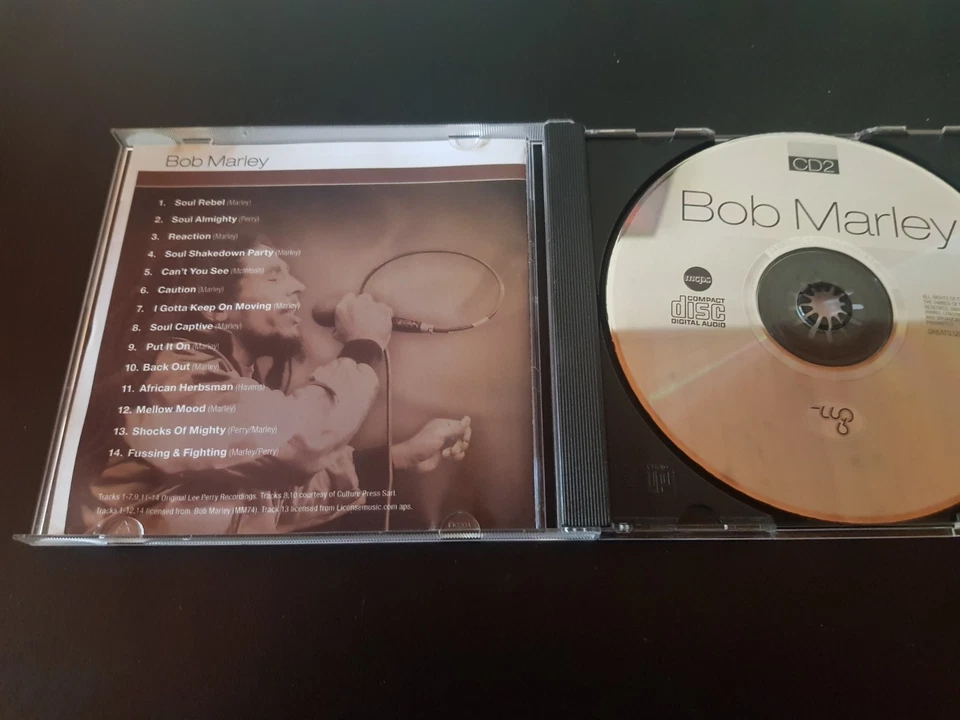 Bob Marley
1. Soul Rebel (Marley)
2. Soul Almighty (Perry)
3. Reaction (Marley)
4. Soul Shakedown Party (Marley)
5. Can't You See (McIntosh)
6. Caution (Marley)
7. I Gotta Keep On Moving (Marley)
8. Soul Captive (Marley)
9. Put It On (Marley)
10. Back Out (Marley)
11. African Herbsman (Havens)
12. Mellow Mood (Marley)
13. Shocks Of Mighty (Perry/Marley)
14. Fussing & Fighting (Marley/Perry)
Tracks 1-7,9,11-14 Original Lee Perry Recordings. Tracks 8,10 courtesy of Culture Press Sarl.
Tracks 1-12,14 licensed from Bob Marley (MM74). Track 13 licensed from Licensemusic.com aps.
CD2
Bob Marley
mcps
COMPACT
disc
DIGITAL AUDIO